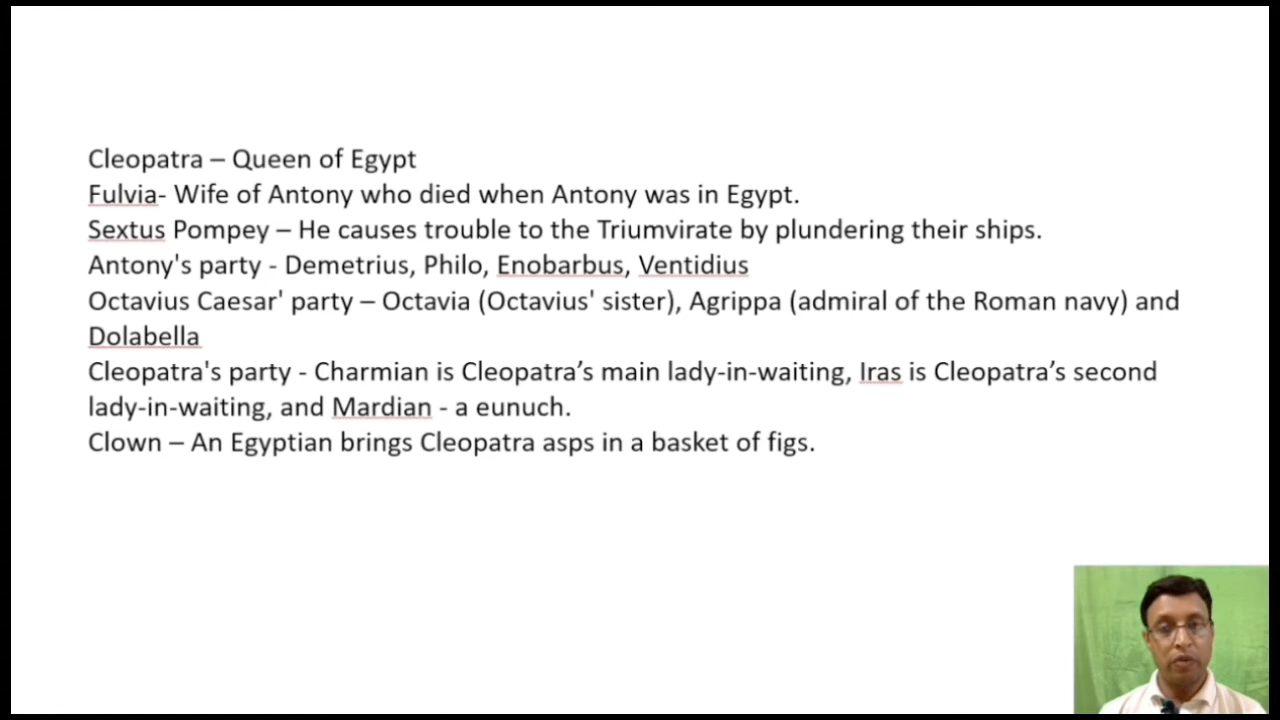 Cleopatra – Queen of Egypt
Fulvia- Wife of Antony who died when Antony was in Egypt.
Sextus Pompey – He causes trouble to the Triumvirate by plundering their ships.
Antony's party - Demetrius, Philo, Enobarbus, Ventidius
Octavius Caesar' party – Octavia (Octavius' sister), Agrippa (admiral of the Roman navy) and
Dolabella
Cleopatra's party - Charmian is Cleopatra’s main lady-in-waiting, Iras is Cleopatra’s second
lady-in-waiting, and Mardian - a eunuch.
Clown – An Egyptian brings Cleopatra asps in a basket of figs.